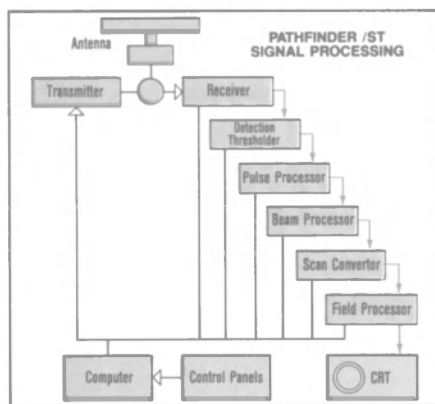 PATHFINDER /ST
SIGNAL PROCESSING
Antenna
Transmitter
Receiver
Detection
Thresholder
Pulse Processor
Beam Processor
Scan Convertor
Field Processor
Computer
Control Panels
CRT